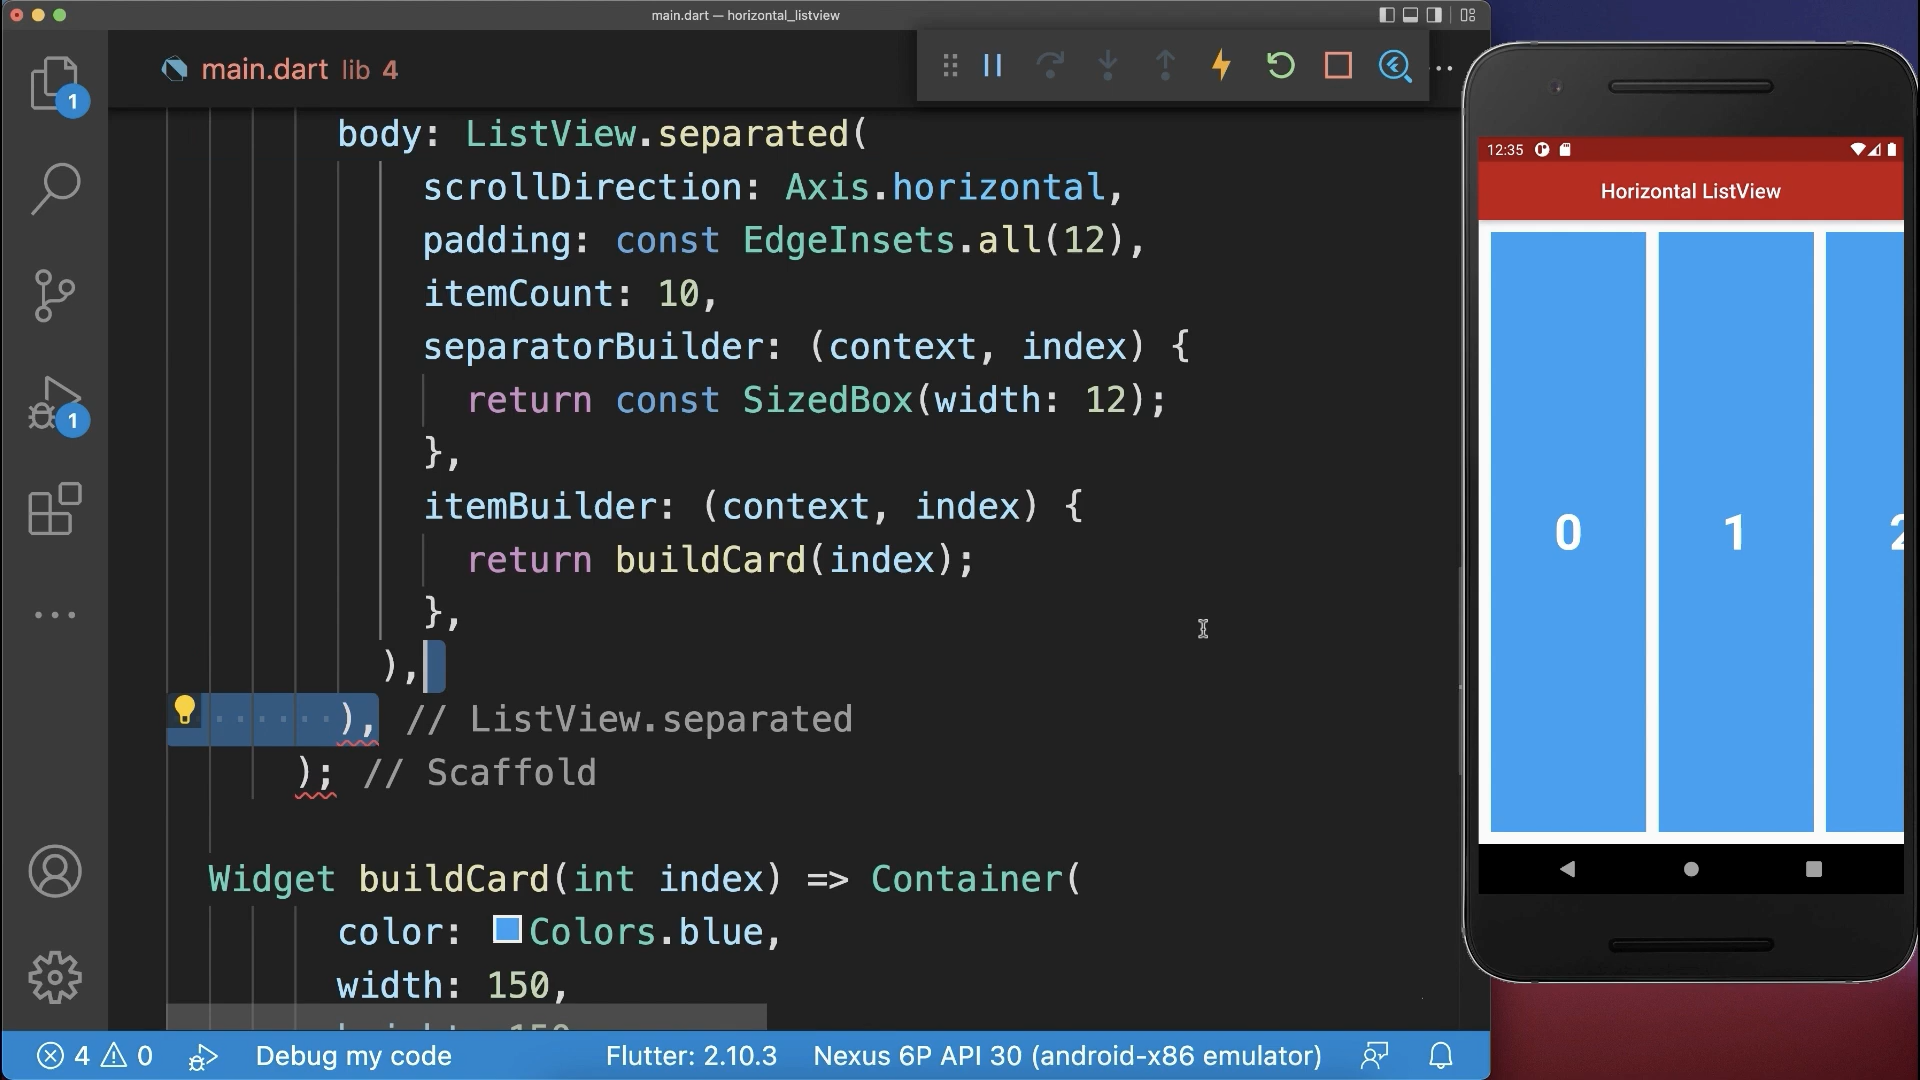 main.dart — horizontal_listview
main.dart lib 4
1
1
body: ListView.separated(
scrollDirection: Axis.horizontal,
padding: const EdgeInsets.all(12),
itemCount: 10,
separatorBuilder: (context, index) {
return const SizedBox(width: 12);
},
itemBuilder: (context, index) {
return buildCard(index);
},
),
), // ListView.separated
); // Scaffold
Widget buildCard(int index) => Container(
color: Colors.blue,
width: 150,
4 0 Debug my code Flutter: 2.10.3 Nexus 6P API 30 (android-x86 emulator)
12:35
Horizontal ListView
0 1 2